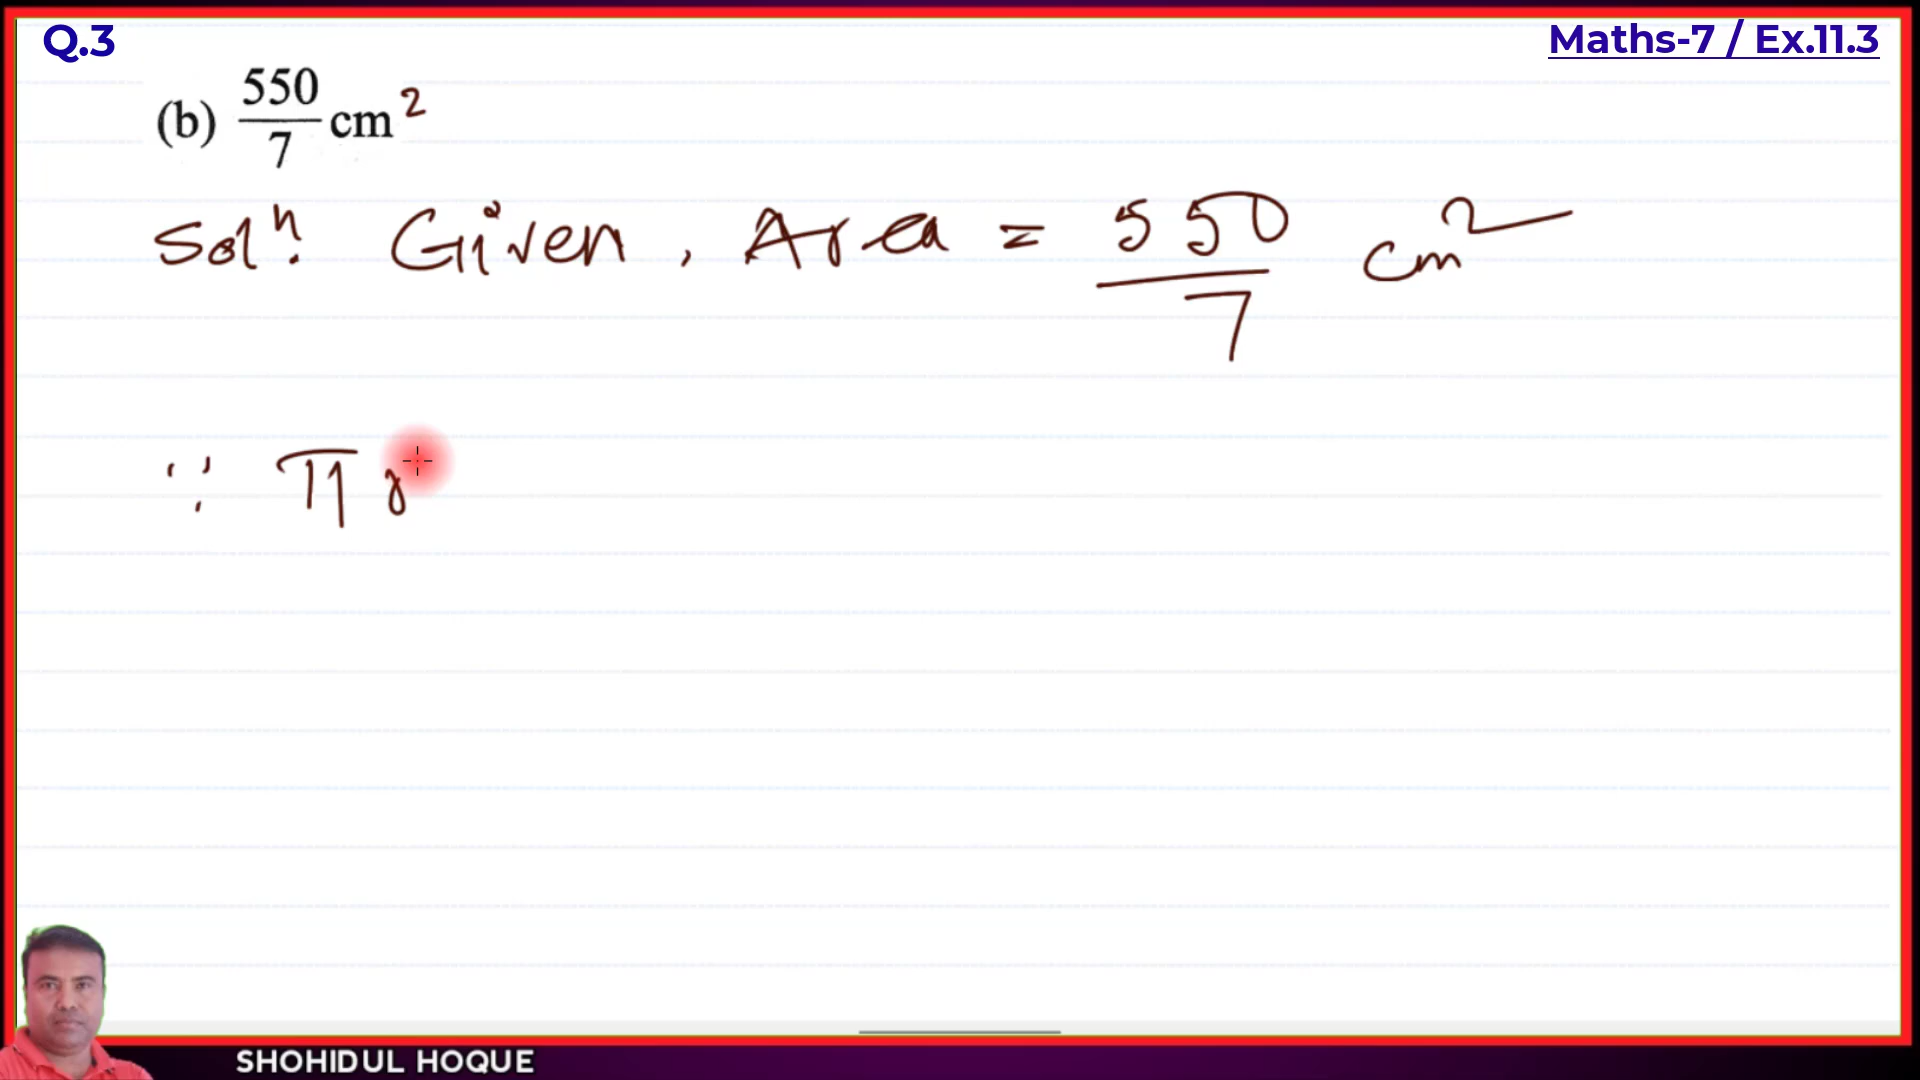 Q.3
Maths-7 / Ex.11.3
(b) 550/7 cm²
Solⁿ: Given, Area = 550/7 cm²
∵ πr
SHOHIDUL HOQUE